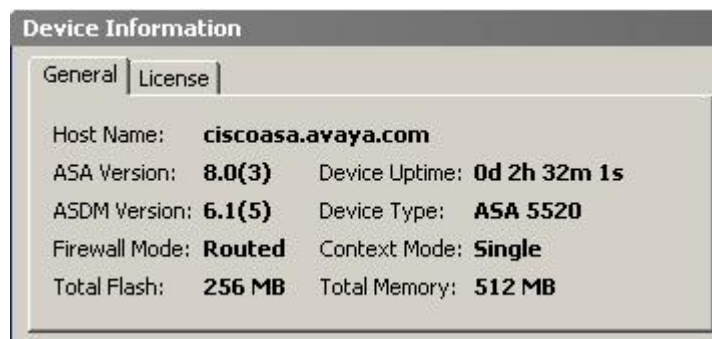 Device Information
General License
Host Name: ciscoasa.avaya.com
ASA Version: 8.0(3) Device Uptime: 0d 2h 32m 1s
ASDM Version: 6.1(5) Device Type: ASA 5520
Firewall Mode: Routed Context Mode: Single
Total Flash: 256 MB Total Memory: 512 MB